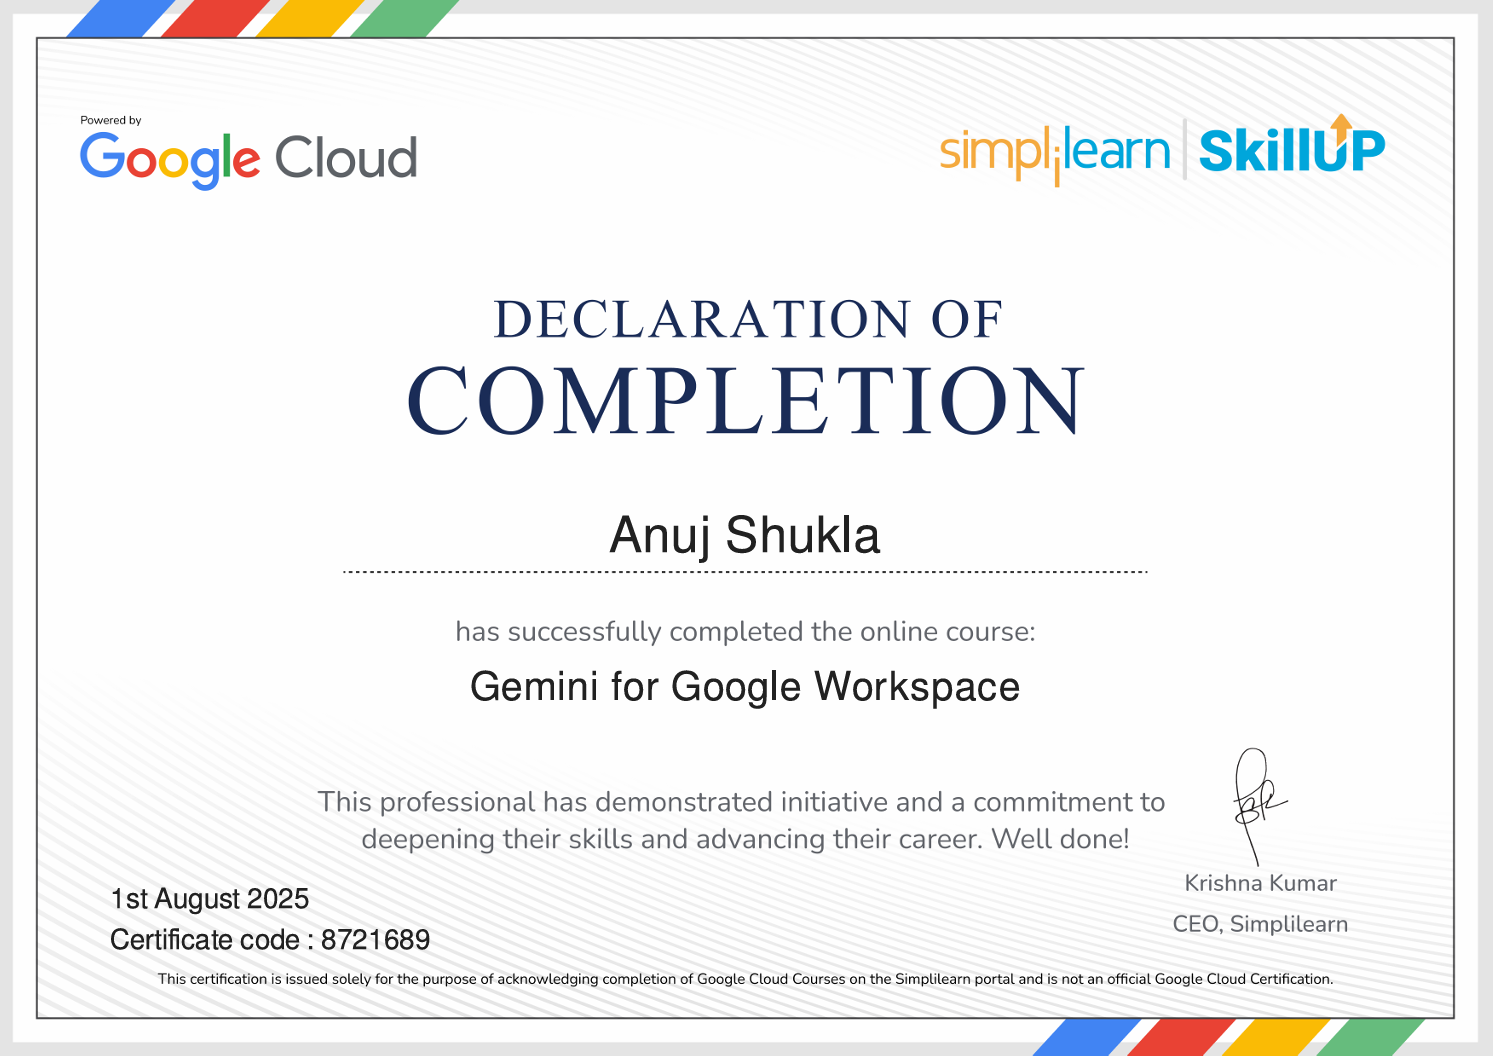 Powered by
Google Cloud
simplilearn | SkillUP
DECLARATION OF
COMPLETION
Anuj Shukla
has successfully completed the online course:
Gemini for Google Workspace
This professional has demonstrated initiative and a commitment to
deepening their skills and advancing their career. Well done!
Krishna Kumar
CEO, Simplilearn
1st August 2025
Certificate code : 8721689
This certification is issued solely for the purpose of acknowledging completion of Google Cloud Courses on the Simplilearn portal and is not an official Google Cloud Certification.